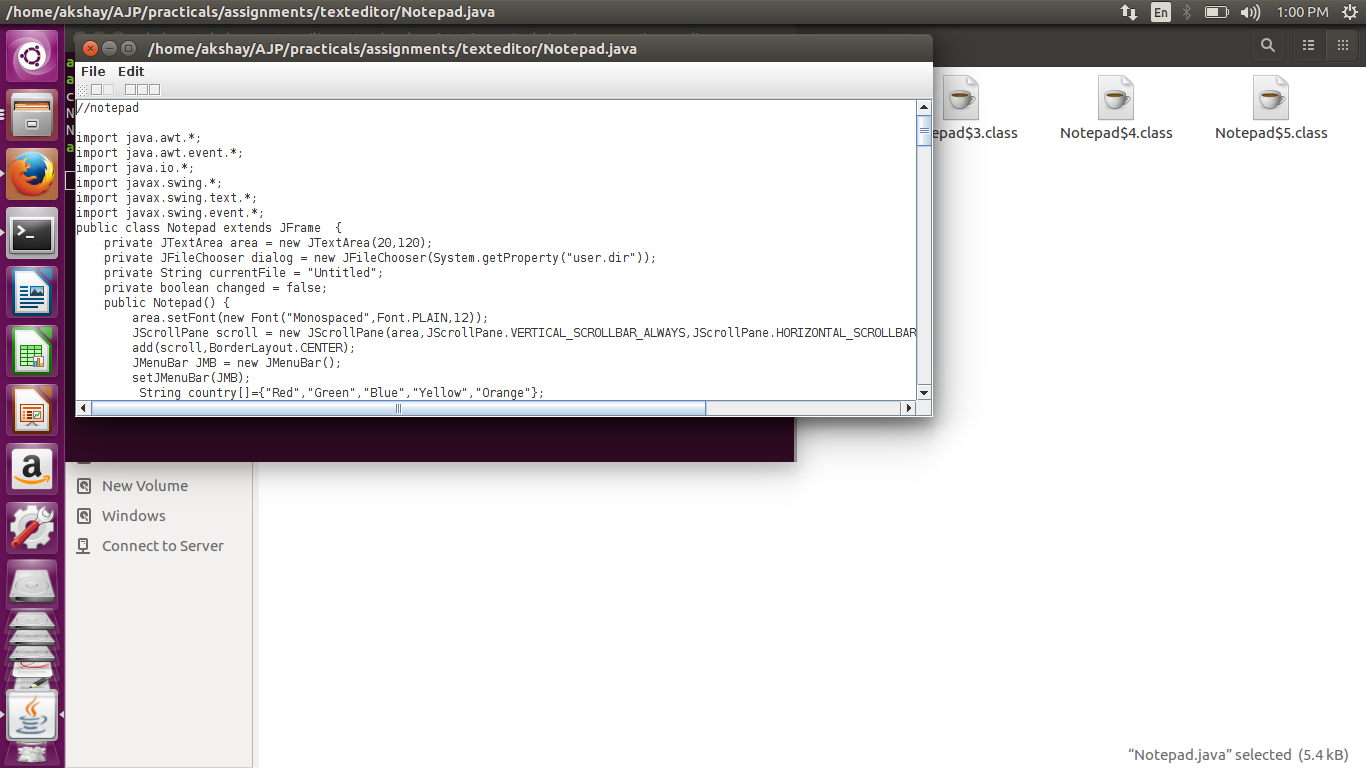 /home/akshay/AJP/practicals/assignments/texteditor/Notepad.java
En
1:00 PM
/home/akshay/AJP/practicals/assignments/texteditor/Notepad.java
File Edit
//notepad
import java.awt.*;
import java.awt.event.*;
import java.io.*;
import javax.swing.*;
import javax.swing.text.*;
import javax.swing.event.*;
public class Notepad extends JFrame  {
    private JTextArea area = new JTextArea(20,120);
    private JFileChooser dialog = new JFileChooser(System.getProperty("user.dir"));
    private String currentFile = "Untitled";
    private boolean changed = false;
    public Notepad() {
        area.setFont(new Font("Monospaced",Font.PLAIN,12));
        JScrollPane scroll = new JScrollPane(area,JScrollPane.VERTICAL_SCROLLBAR_ALWAYS,JScrollPane.HORIZONTAL_SCROLLBAR
        add(scroll,BorderLayout.CENTER);
        JMenuBar JMB = new JMenuBar();
        setJMenuBar(JMB);
         String country[]={"Red","Green","Blue","Yellow","Orange"};
epad$3.class
Notepad$4.class
Notepad$5.class
New Volume
Windows
Connect to Server
“Notepad.java” selected (5.4 kB)